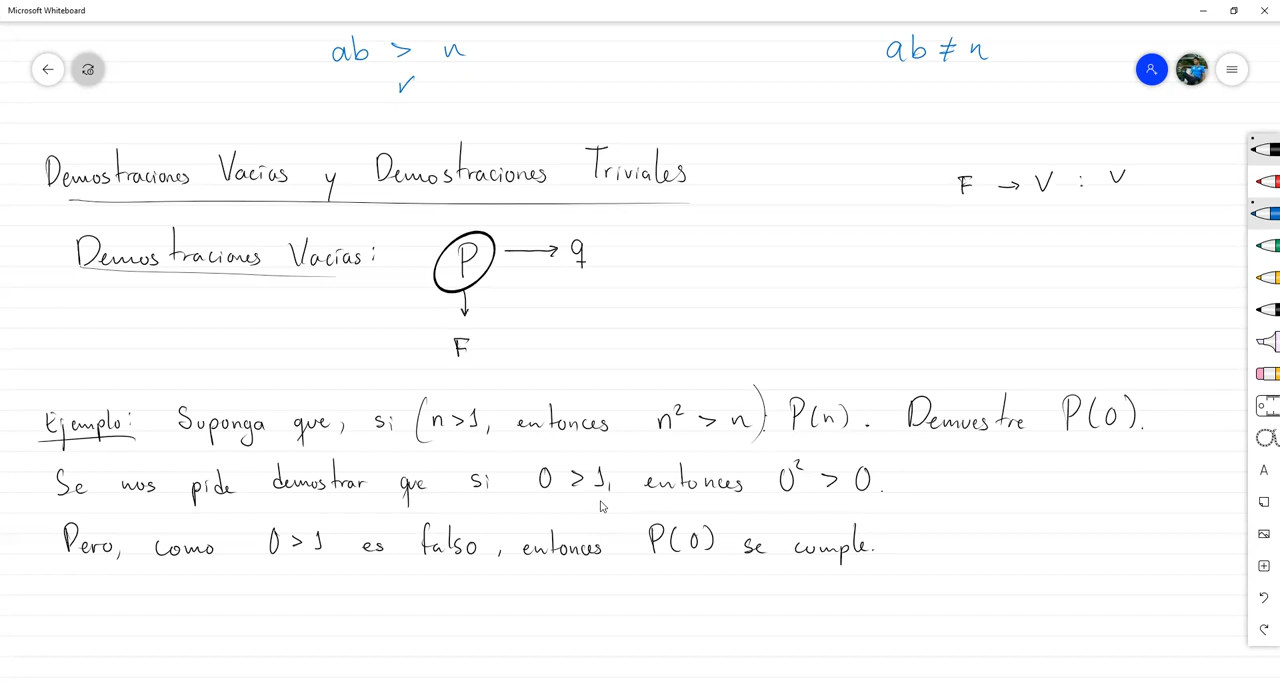 Microsoft Whiteboard
ab > n
ab ≠ n
✓
Demostraciones Vacías y Demostraciones Triviales
F → V : V
Demostraciones Vacías: P → q
↓
F
Ejemplo: Suponga que, si (n>1, entonces n² > n): P(n). Demuestre P(0).
Se nos pide demostrar que si 0 > 1, entonces 0² > 0.
Pero, como 0>1 es falso, entonces P(0) se cumple.
A